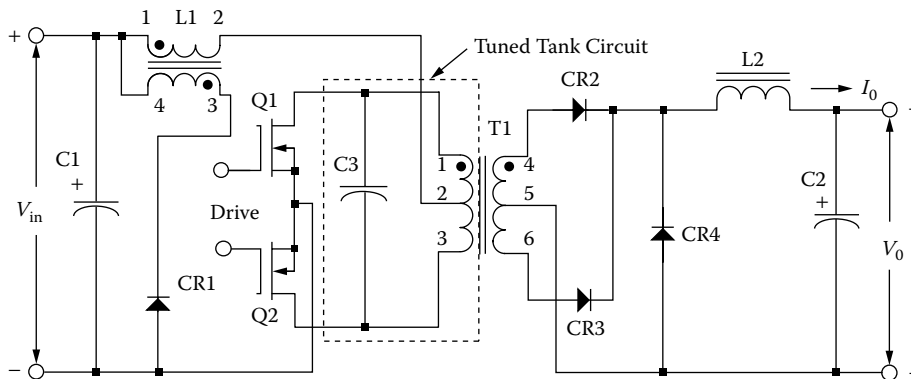 1 L1 2
+
4 3
Tuned Tank Circuit
Q1
CR2
L2
I0
T1
C1
+
C3
1 4
2 5
3 6
C2
+
Vin
Drive
CR4
V0
CR1
Q2
CR3
−